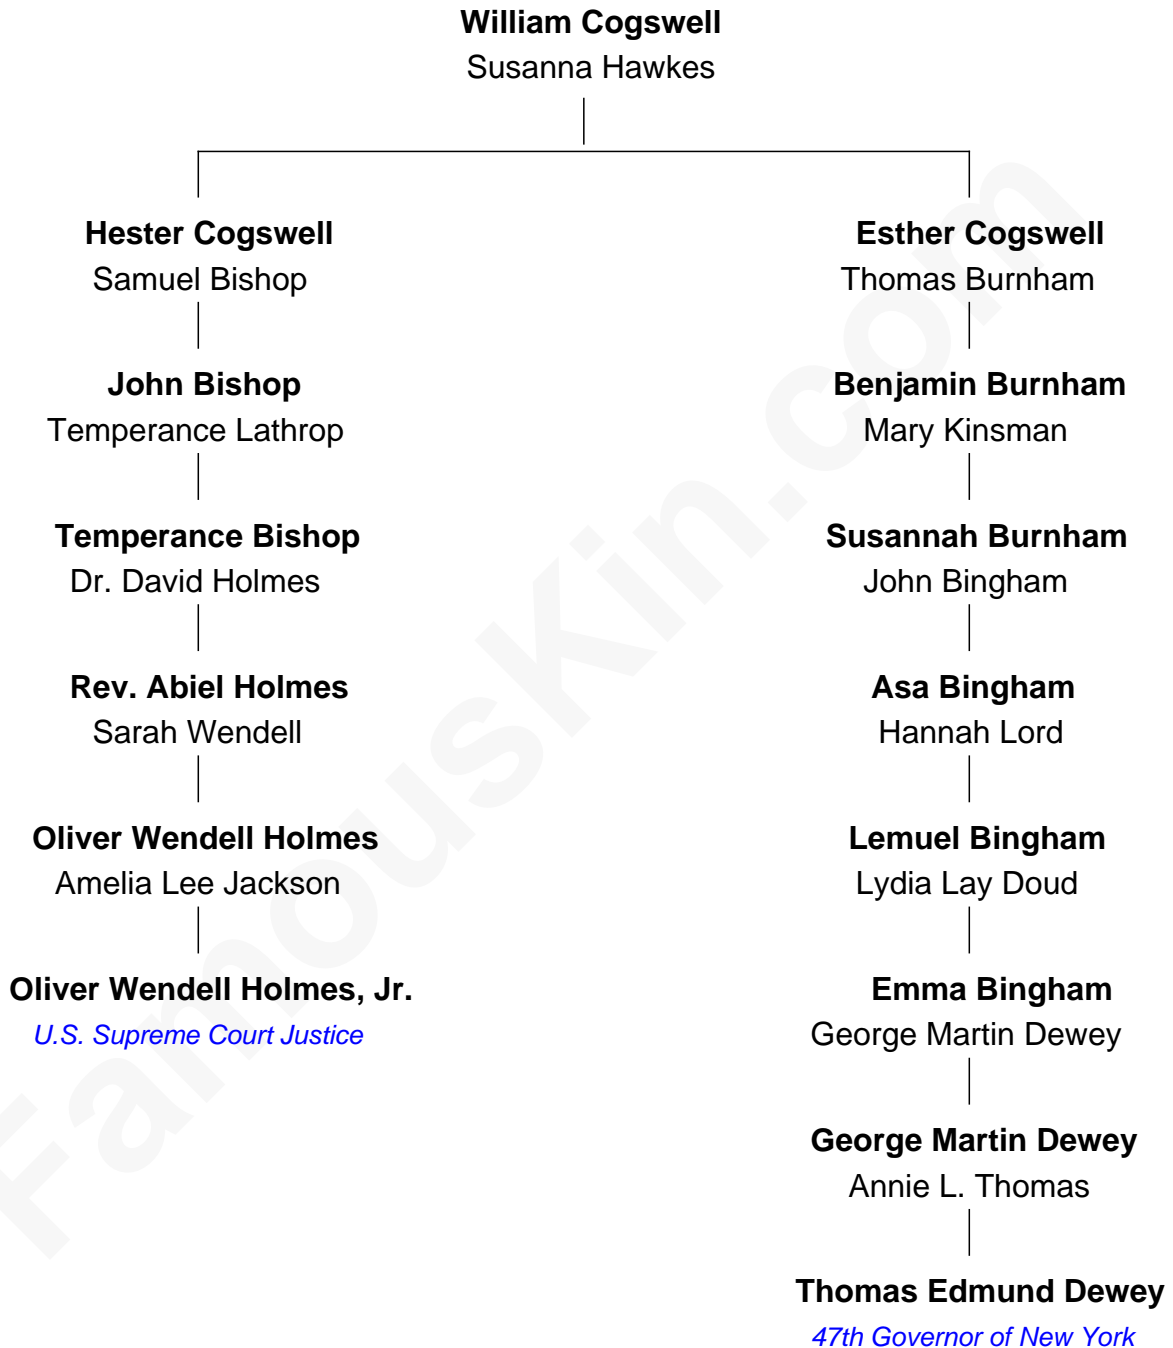 William Cogswell
Susanna Hawkes
Hester Cogswell
Samuel Bishop
John Bishop
Temperance Lathrop
Temperance Bishop
Dr. David Holmes
Rev. Abiel Holmes
Sarah Wendell
Oliver Wendell Holmes
Amelia Lee Jackson
Oliver Wendell Holmes, Jr.
U.S. Supreme Court Justice
Esther Cogswell
Thomas Burnham
Benjamin Burnham
Mary Kinsman
Susannah Burnham
John Bingham
Asa Bingham
Hannah Lord
Lemuel Bingham
Lydia Lay Doud
Emma Bingham
George Martin Dewey
George Martin Dewey
Annie L. Thomas
Thomas Edmund Dewey
47th Governor of New York
FamousKin.com